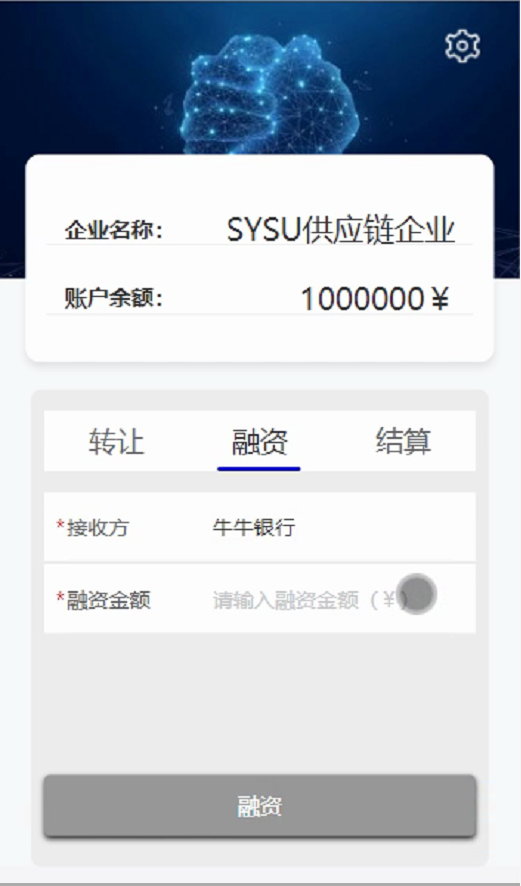 企业名称： SYSU供应链企业
账户余额： 1000000￥
转让 融资 结算
*接收方 牛牛银行
*融资金额 请输入融资金额（￥）
融资